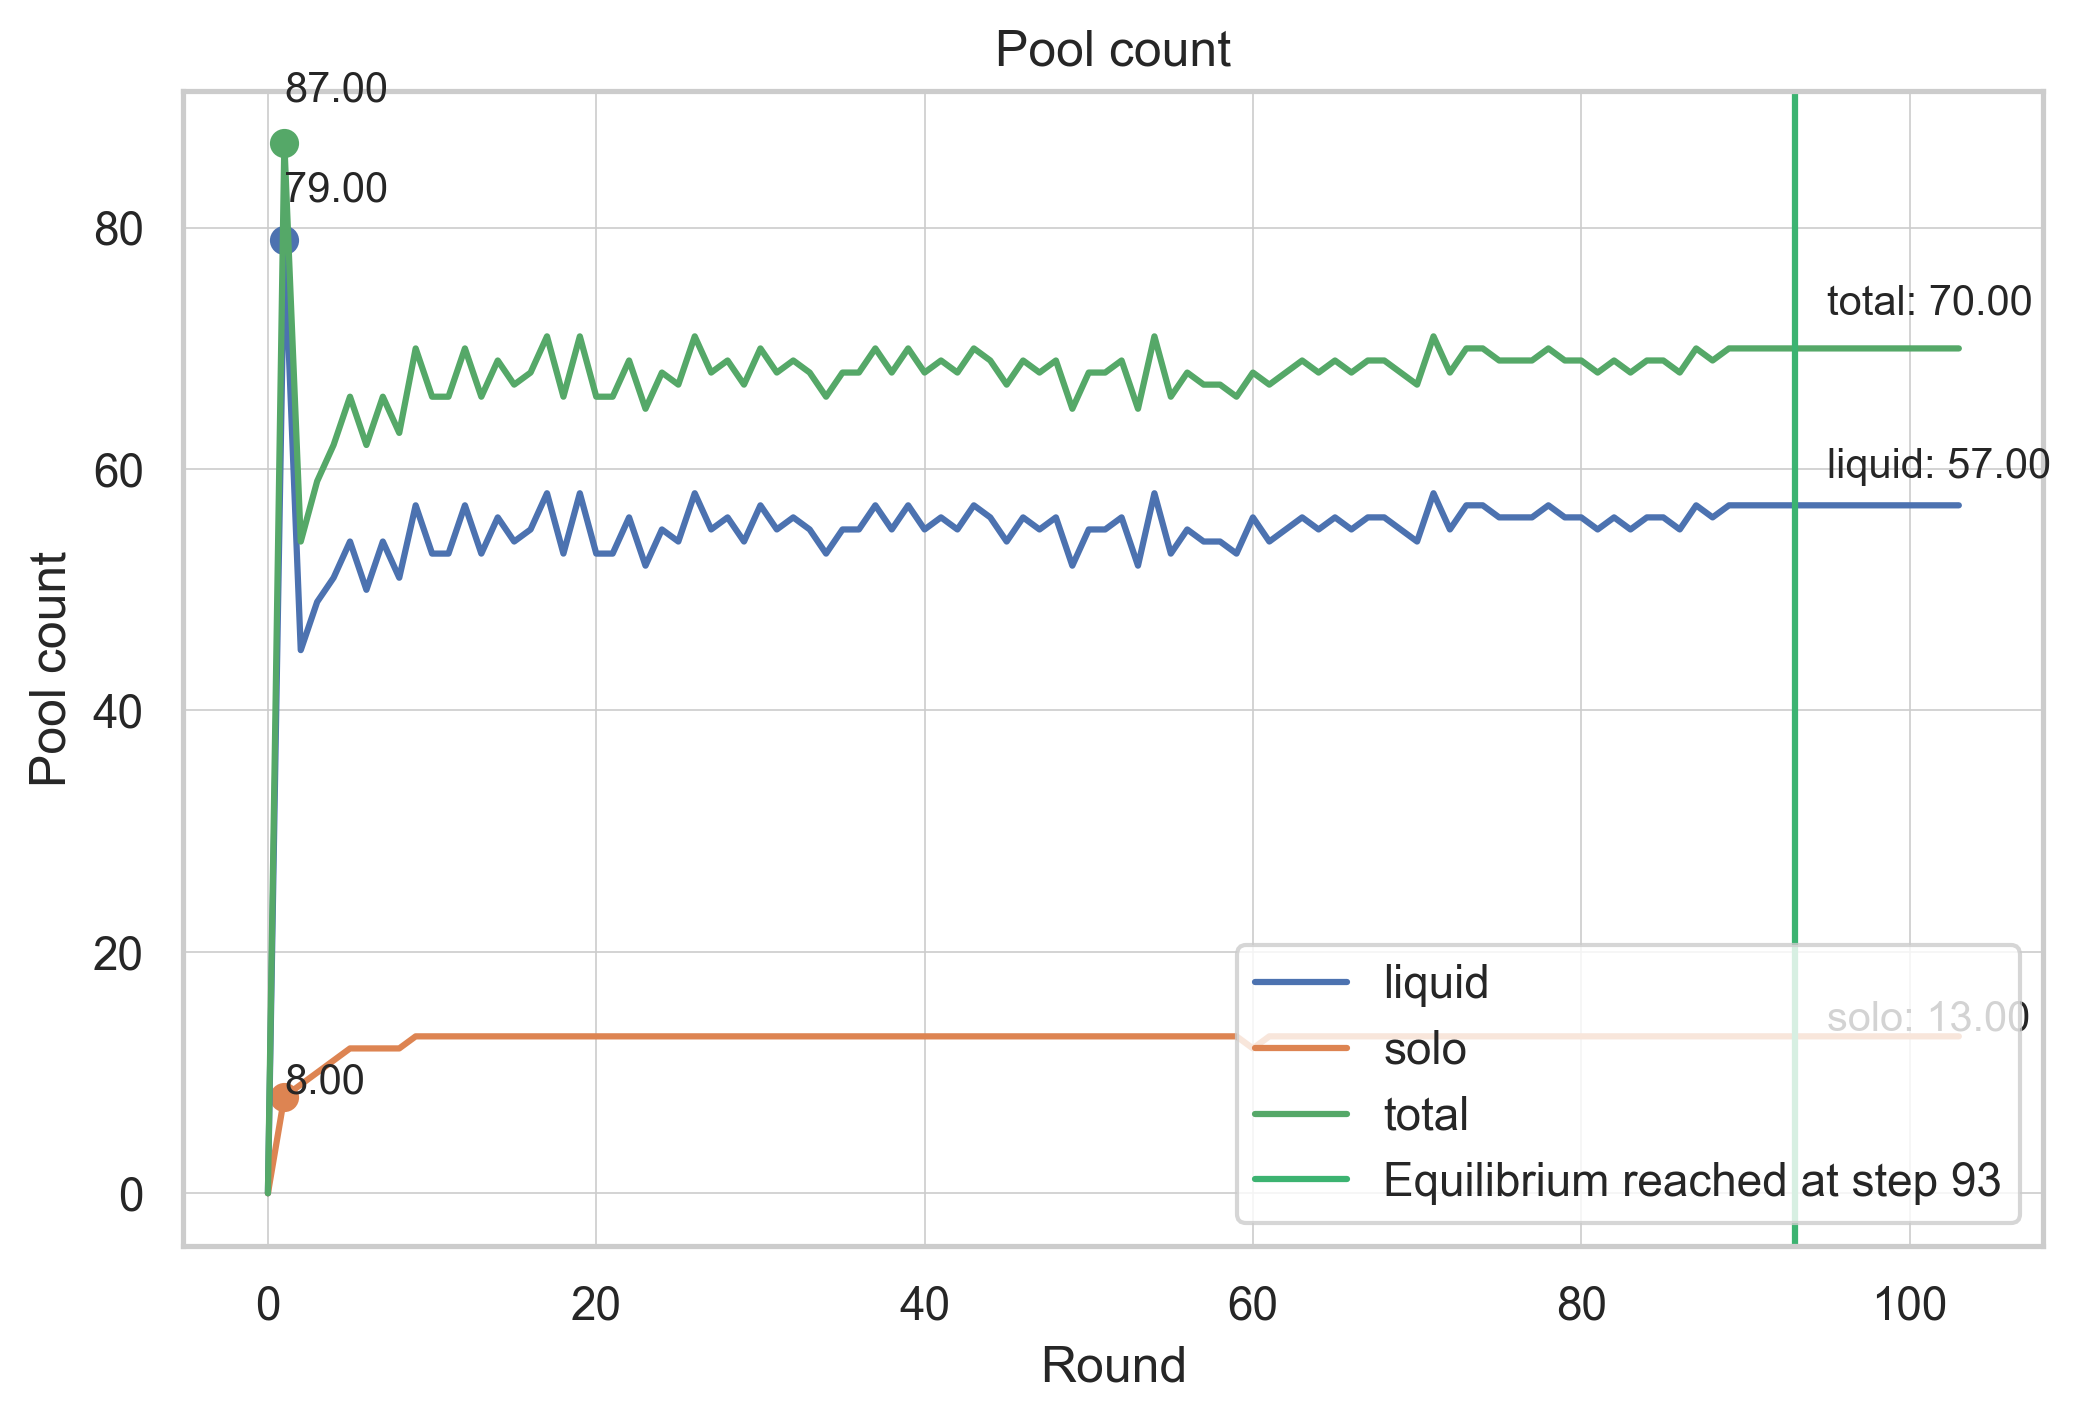 Pool count
87.00
79.00
80
total: 70.00
60
liquid: 57.00
Pool count
40
20
liquid
solo: 13.00
solo
8.00
total
Equilibrium reached at step 93
0
0
20
40
60
80
100
Round